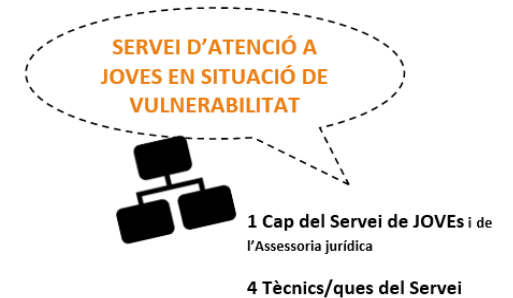 SERVEI D'ATENCIÓ A
JOVES EN SITUACIÓ DE
VULNERABILITAT
1 Cap del Servei de JOVEs i de
l'Assessoria jurídica
4 Tècnics/ques del Servei